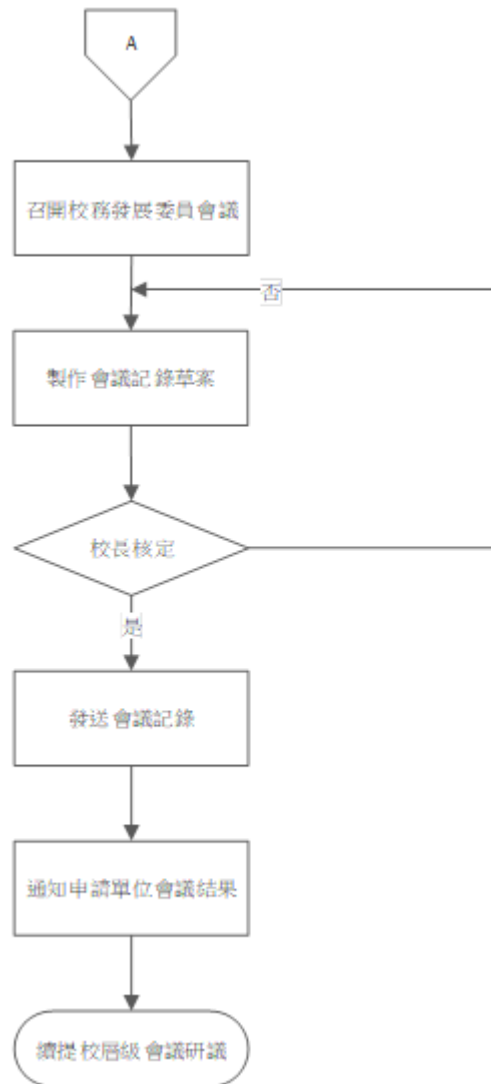 A
召開校務發展委員會議
否
製作會議記錄草案
校長核定
是
發送會議記錄
通知申請單位會議结果
續提校層級會議研議